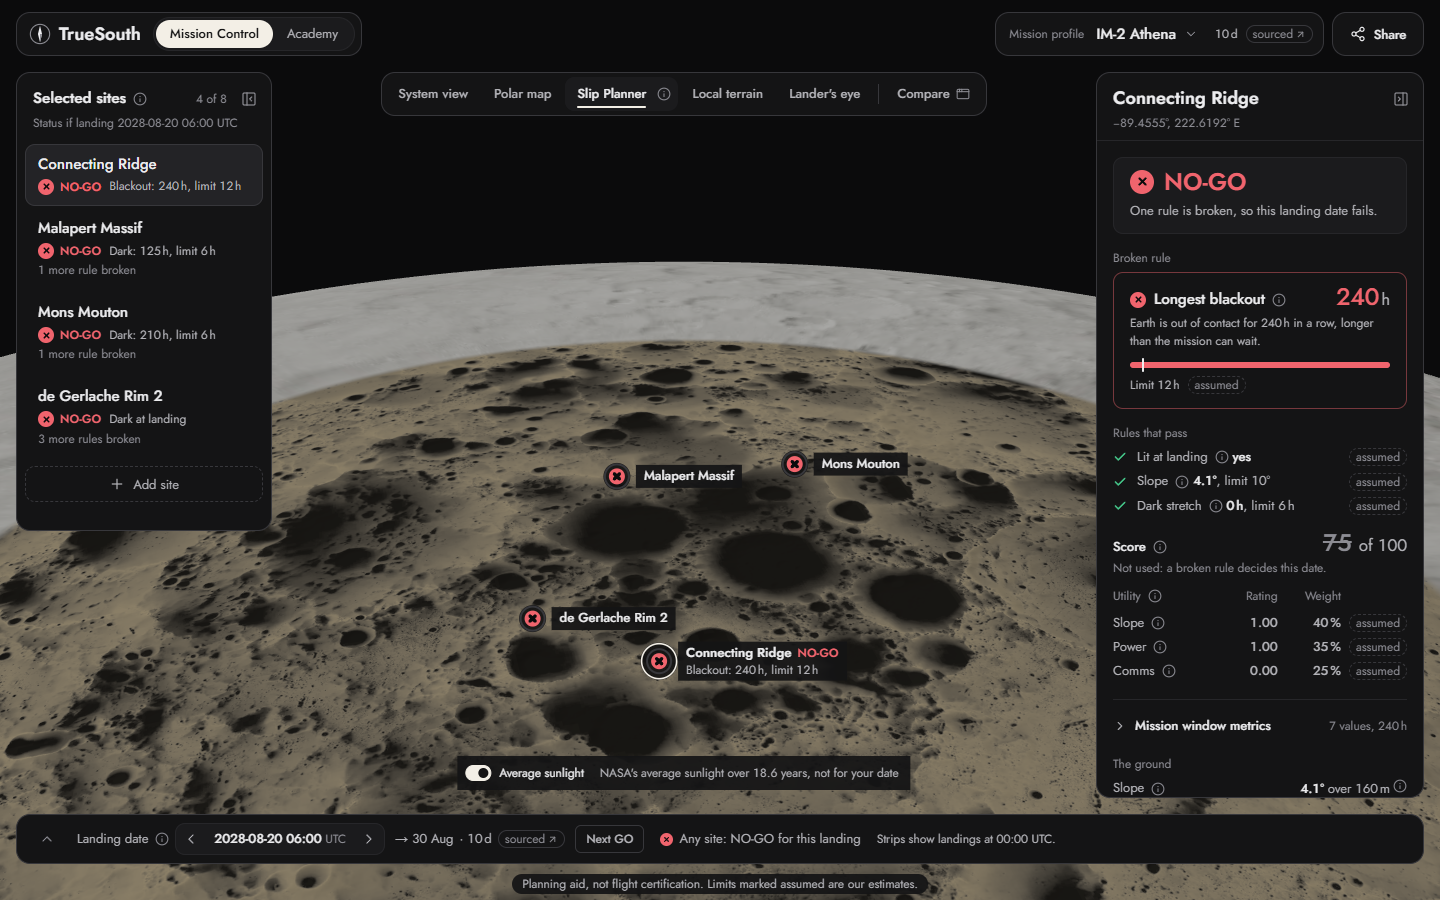 TrueSouth
Mission Control
Academy
Mission profile IM-2 Athena 10 d sourced ↗
Share
Selected sites 4 of 8
Status if landing 2028-08-20 06:00 UTC
Connecting Ridge
NO-GO Blackout: 240 h, limit 12 h
Malapert Massif
NO-GO Dark: 125 h, limit 6 h
1 more rule broken
Mons Mouton
NO-GO Dark: 210 h, limit 6 h
1 more rule broken
de Gerlache Rim 2
NO-GO Dark at landing
3 more rules broken
+ Add site
System view
Polar map
Slip Planner
Local terrain
Lander's eye
Compare
Malapert Massif
Mons Mouton
de Gerlache Rim 2
Connecting Ridge NO-GO
Blackout: 240 h, limit 12 h
Average sunlight NASA's average sunlight over 18.6 years, not for your date
Connecting Ridge
−89.4555°, 222.6192° E
NO-GO
One rule is broken, so this landing date fails.
Broken rule
Longest blackout 240 h
Earth is out of contact for 240 h in a row, longer
than the mission can wait.
Limit 12 h assumed
Rules that pass
Lit at landing yes assumed
Slope 4.1°, limit 10° assumed
Dark stretch 0 h, limit 6 h assumed
Score 75 of 100
Not used: a broken rule decides this date.
Utility Rating Weight
Slope 1.00 40 % assumed
Power 1.00 35 % assumed
Comms 0.00 25 % assumed
Mission window metrics 7 values, 240 h
The ground
Slope 4.1° over 160 m
Landing date 2028-08-20 06:00 UTC → 30 Aug · 10 d sourced ↗ Next GO Any site: NO-GO for this landing Strips show landings at 00:00 UTC.
Planning aid, not flight certification. Limits marked assumed are our estimates.